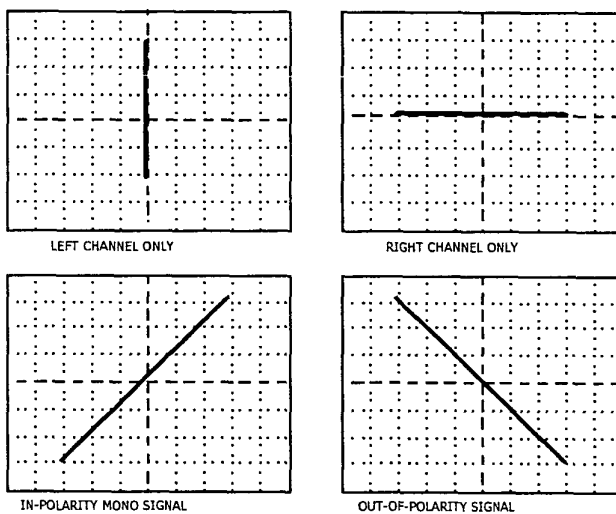 LEFT CHANNEL ONLY
RIGHT CHANNEL ONLY
IN-POLARITY MONO SIGNAL
OUT-OF-POLARITY SIGNAL